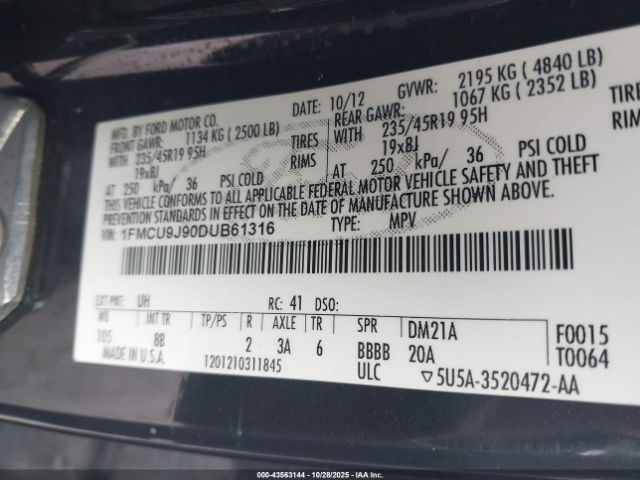 MFD. BY FORD MOTOR CO. DATE: 10/12 GVWR: 2195 KG ( 4840 LB)
FRONT GAWR: 1134 KG ( 2500 LB) REAR GAWR: 1067 KG ( 2352 LB)
WITH 235/45R19 95H TIRES WITH 235/45R19 95H TIRE
19x8J RIMS 19x8J RIMS
AT 250 kPa/ 36 PSI COLD AT 250 kPa/ 36 PSI COLD
THIS VEHICLE CONFORMS TO ALL APPLICABLE FEDERAL MOTOR VEHICLE SAFETY AND THEFT
PREVENTION STANDARDS IN EFFECT ON THE DATE OF MANUFACTURE SHOWN ABOVE.
VIN: 1FMCU9J90DUB61316 TYPE: MPV
EXT PNT: UH RC: 41 DSO:
WB INT TR TP/PS R AXLE TR SPR DM21A F0015
105 BB 2 3A 6 BBBB 20A T0064
MADE IN U.S.A. 1201210311845 ULC ▽5U5A-3520472-AA
© 43563144 - 10/28/2025 - IAA, Inc.